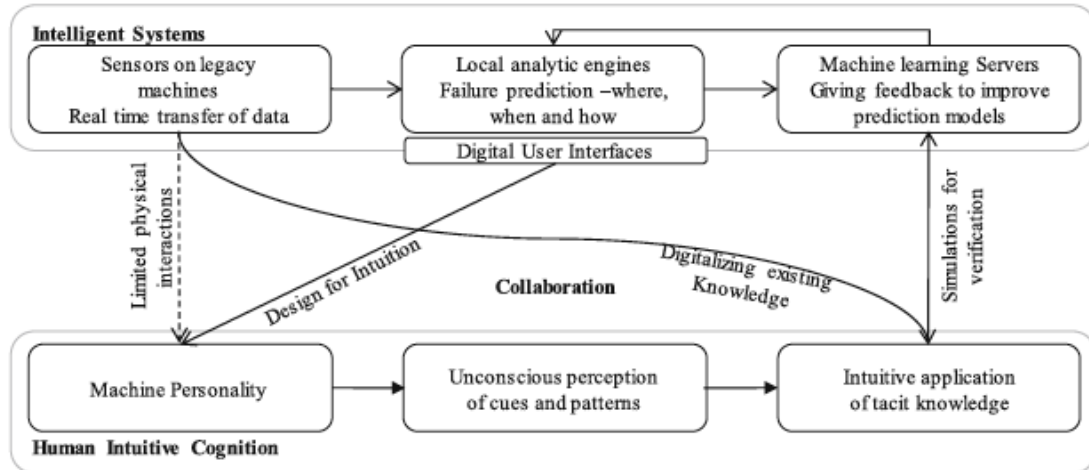 Intelligent Systems
Sensors on legacy
machines
Real time transfer of data
Local analytic engines
Failure prediction –where,
when and how
Machine learning Servers
Giving feedback to improve
prediction models
Digital User Interfaces
Limited physical
interactions
Design for Intuition
Collaboration
Digitalizing existing
Knowledge
Simulations for
verification
Machine Personality
Unconscious perception
of cues and patterns
Intuitive application
of tacit knowledge
Human Intuitive Cognition